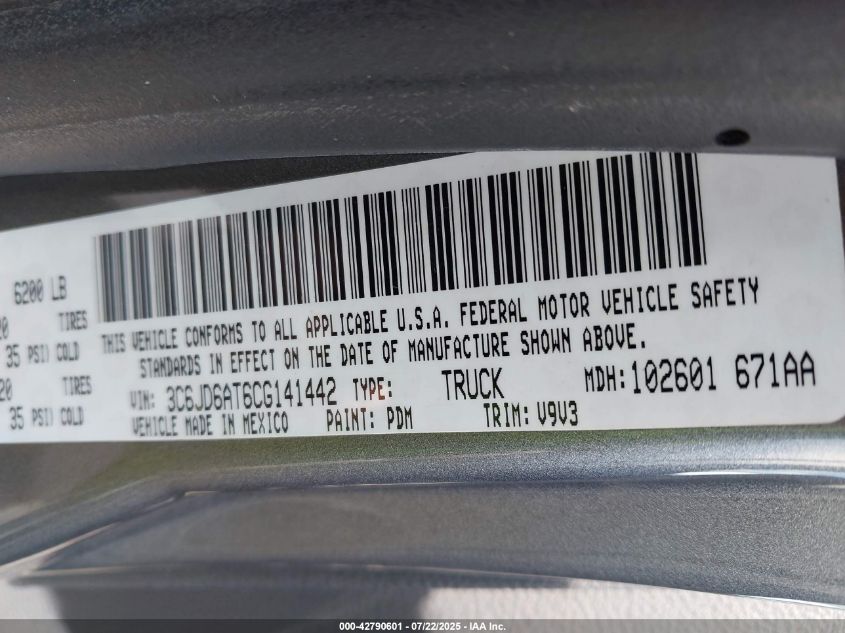 6200 LB
20 TIRES
35 PSI) COLD
20 TIRES
35 PSI) COLD
THIS VEHICLE CONFORMS TO ALL APPLICABLE U.S.A. FEDERAL MOTOR VEHICLE SAFETY
STANDARDS IN EFFECT ON THE DATE OF MANUFACTURE SHOWN ABOVE.
VIN: 3C6JD6AT6CG141442 TYPE: TRUCK MDH: 102601 671AA
VEHICLE MADE IN MEXICO PAINT: PDM TRIM: V9V3
000-42790601 - 07/22/2025 - IAA Inc.